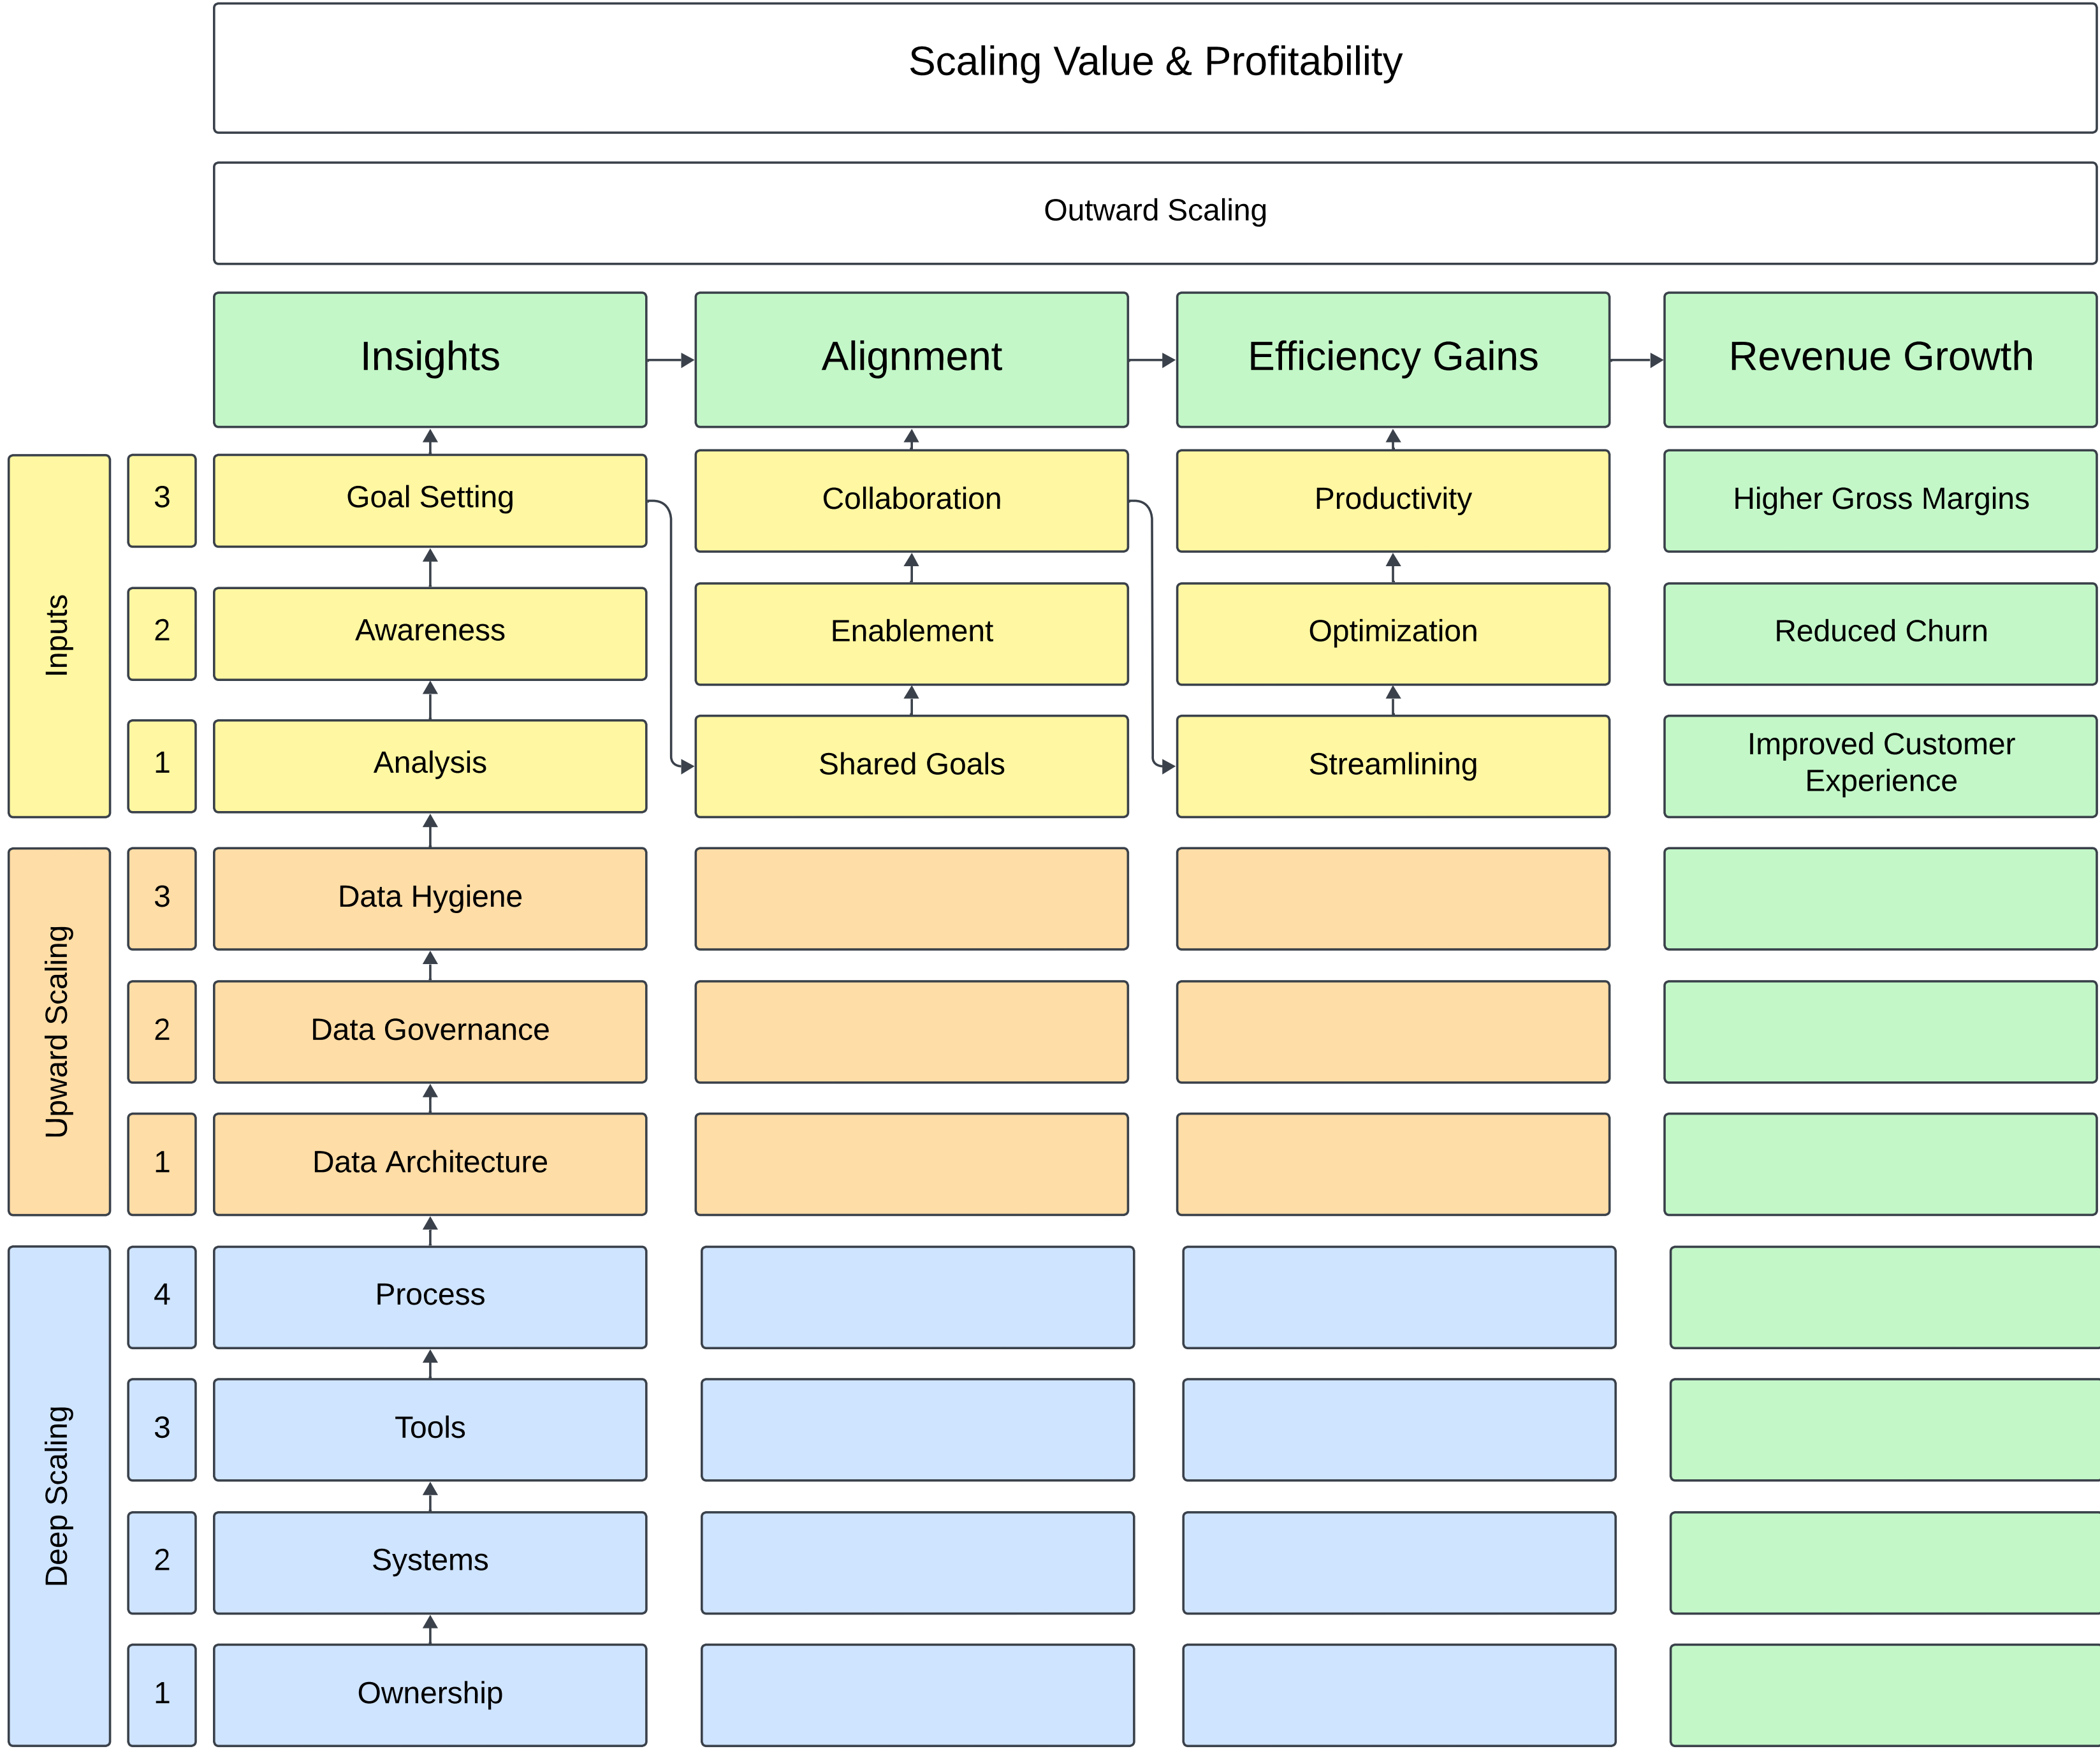 Scaling Value & Profitability
Outward Scaling
Insights
Alignment
Efficiency Gains
Revenue Growth
Inputs
3
Goal Setting
Collaboration
Productivity
Higher Gross Margins
2
Awareness
Enablement
Optimization
Reduced Churn
1
Analysis
Shared Goals
Streamlining
Improved Customer
Experience
Upward Scaling
3
Data Hygiene
2
Data Governance
1
Data Architecture
Deep Scaling
4
Process
3
Tools
2
Systems
1
Ownership